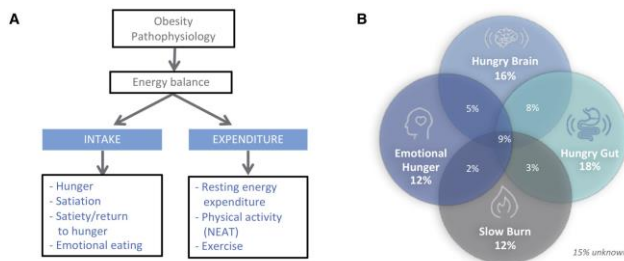 A
Obesity
Pathophysiology
Energy balance
INTAKE
EXPENDITURE
- Hunger
- Satiation
- Satiety/return
to hunger
- Emotional eating
- Resting energy
expenditure
- Physical activity
(NEAT)
- Exercise
B
Hungry Brain
16%
5%
8%
Emotional
Hunger
12%
9%
Hungry Gut
18%
2%
3%
Slow Burn
12%
15% unknown